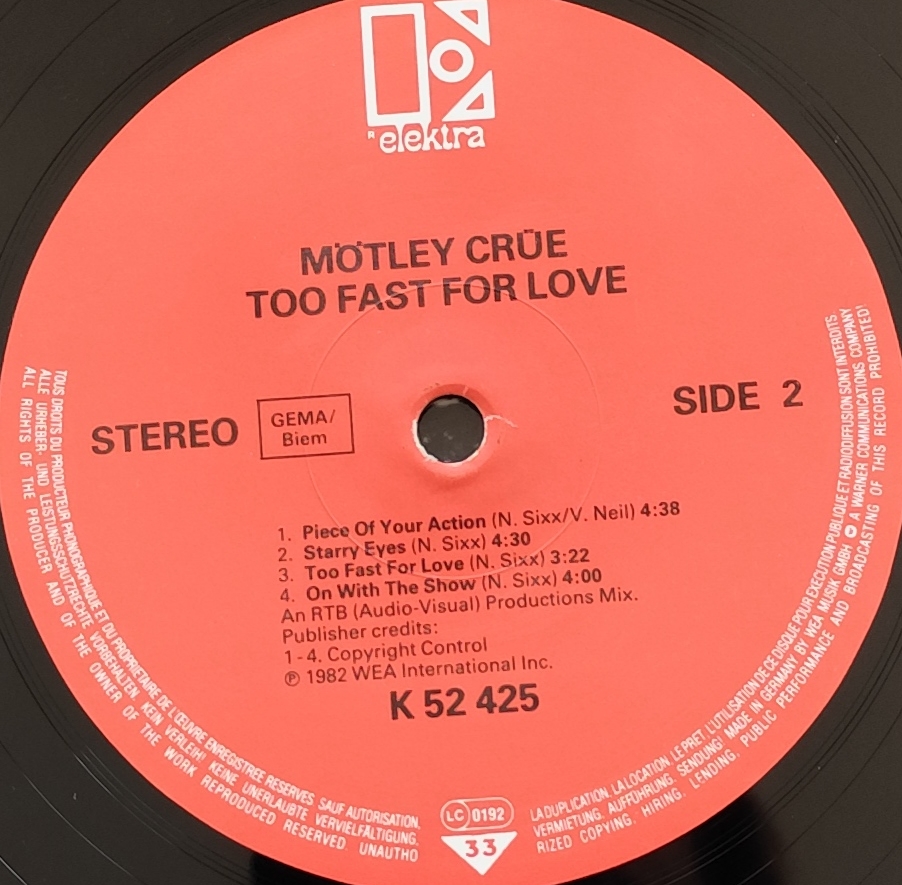 R elektra
MÖTLEY CRÜE
TOO FAST FOR LOVE
STEREO
GEMA/
Biem
SIDE 2
1. Piece Of Your Action (N. Sixx/V. Neil) 4:38
2. Starry Eyes (N. Sixx) 4:30
3. Too Fast For Love (N. Sixx) 3:22
4. On With The Show (N. Sixx) 4:00
An RTB (Audio-Visual) Productions Mix.
Publisher credits:
1-4. Copyright Control
℗ 1982 WEA International Inc.
K 52 425
LC 0192
33
TOUS DROITS DU PRODUCTEUR PHONOGRAPHIQUE ET DU PROPRIETAIRE DE L'ŒUVRE ENREGISTREE RESERVES SAUF AUTORISATION.
LA DUPLICATION, LA LOCATION, LE PRET, L'UTILISATION DE CE DISQUE POUR EXECUTION PUBLIQUE ET RADIODIFFUSION SONT INTERDITS
ALLE URHEBER- UND LEISTUNGSSCHUTZRECHTE VORBEHALTEN. KEIN VERLEIH! KEINE UNERLAUBTE VERVIELFÄLTIGUNG,
VERMIETUNG, AUFFÜHRUNG, SENDUNG! MADE IN GERMANY BY WEA MUSIK GMBH A WARNER COMMUNICATIONS COMPANY
ALL RIGHTS OF THE PRODUCER AND OF THE OWNER OF THE WORK REPRODUCED RESERVED. UNAUTHO
RIZED COPYING, HIRING, LENDING, PUBLIC PERFORMANCE AND BROADCASTING OF THIS RECORD PROHIBITED!